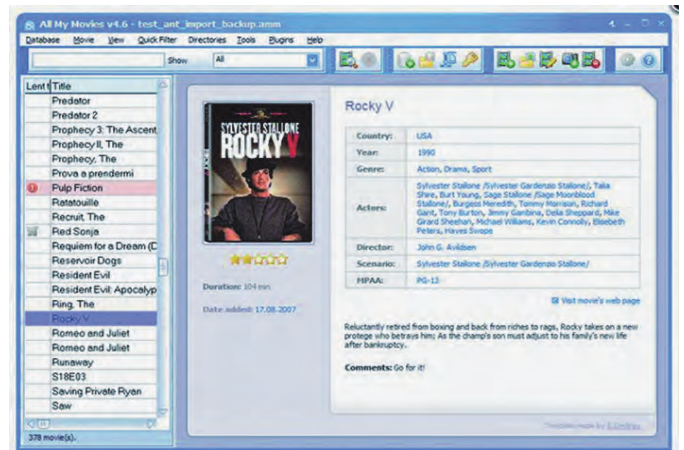 All My Movies v4.6 - test_ant_import_backup.amm
Database Movie View Quick Filter Directories Tools Plugins Help
Show All
Lent t Title
Predator
Predator 2
Prophecy 3: The Ascent
Prophecy II, The
Prophecy, The
Prova a prendermi
Pulp Fiction
Ratatouille
Recruit, The
Red Sonja
Requiem for a Dream (D
Reservoir Dogs
Resident Evil
Resident Evil: Apocalyp
Ring, The
Rocky V
Romeo and Juliet
Romeo and Juliet
Runaway
S18E03
Saving Private Ryan
Saw
378 movie(s).
SYLVESTER STALLONE
ROCKY V
Duration: 104 min
Date added: 17.08.2007
Rocky V
Country: USA
Year: 1990
Genre: Action, Drama, Sport
Actors: Sylvester Stallone /Sylvester Gardenzio Stallone/, Talia
Shire, Burt Young, Sage Stallone /Sage Moonblood
Stallone/, Burgess Meredith, Tommy Morrison, Richard
Gant, Tony Burton, Jimmy Gambina, Delia Sheppard, Mike
Girard Sheehan, Michael Williams, Kevin Connolly, Elisebeth
Peters, Hayes Swope
Director: John G. Avildsen
Scenario: Sylvester Stallone /Sylvester Gardenzio Stallone/
MPAA: PG-13
Visit movie's web page
Reluctantly retired from boxing and back from riches to rags, Rocky takes on a new
protege who betrays him; As the champ's son must adjust to his family's new life
after bankruptcy.
Comments: Go for it!